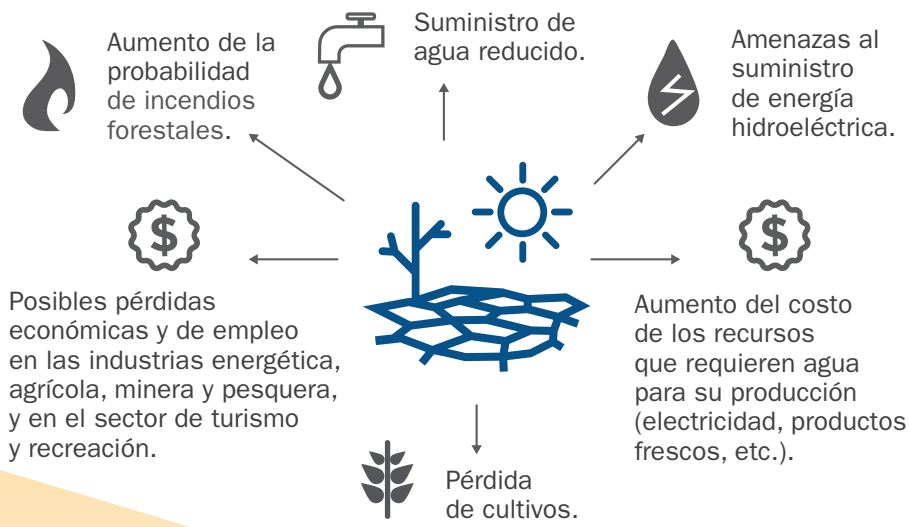 Aumento de la
probabilidad
de incendios
forestales.
Suministro de
agua reducido.
Amenazas al
suministro
de energía
hidroeléctrica.
$
Posibles pérdidas
económicas y de empleo
en las industrias energética,
agrícola, minera y pesquera,
y en el sector de turismo
y recreación.
$
Aumento del costo
de los recursos
que requieren agua
para su producción
(electricidad, productos
frescos, etc.).
Pérdida
de cultivos.